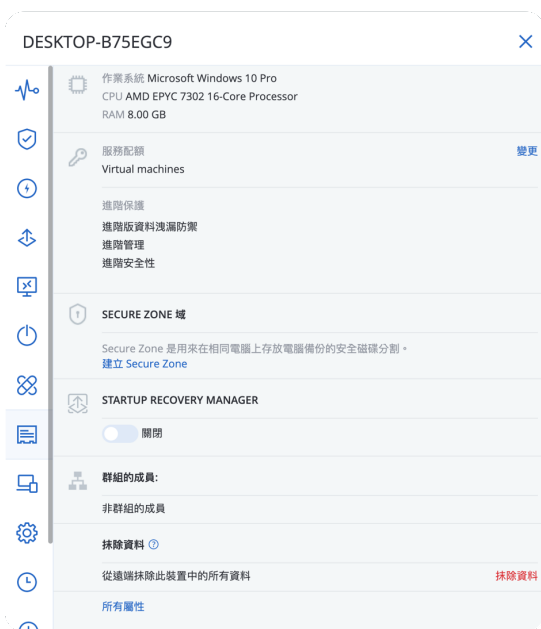 DESKTOP-B75EGC9
作業系統 Microsoft Windows 10 Pro
CPU AMD EPYC 7302 16-Core Processor
RAM 8.00 GB
服務配額
變更
Virtual machines
進階保護
進階版資料洩漏防禦
進階管理
進階安全性
SECURE ZONE 域
Secure Zone 是用來在相同電腦上存放電腦備份的安全磁碟分割。
建立 Secure Zone
STARTUP RECOVERY MANAGER
關閉
群組的成員:
非群組的成員
抹除資料
從遠端抹除此裝置中的所有資料 抹除資料
所有屬性